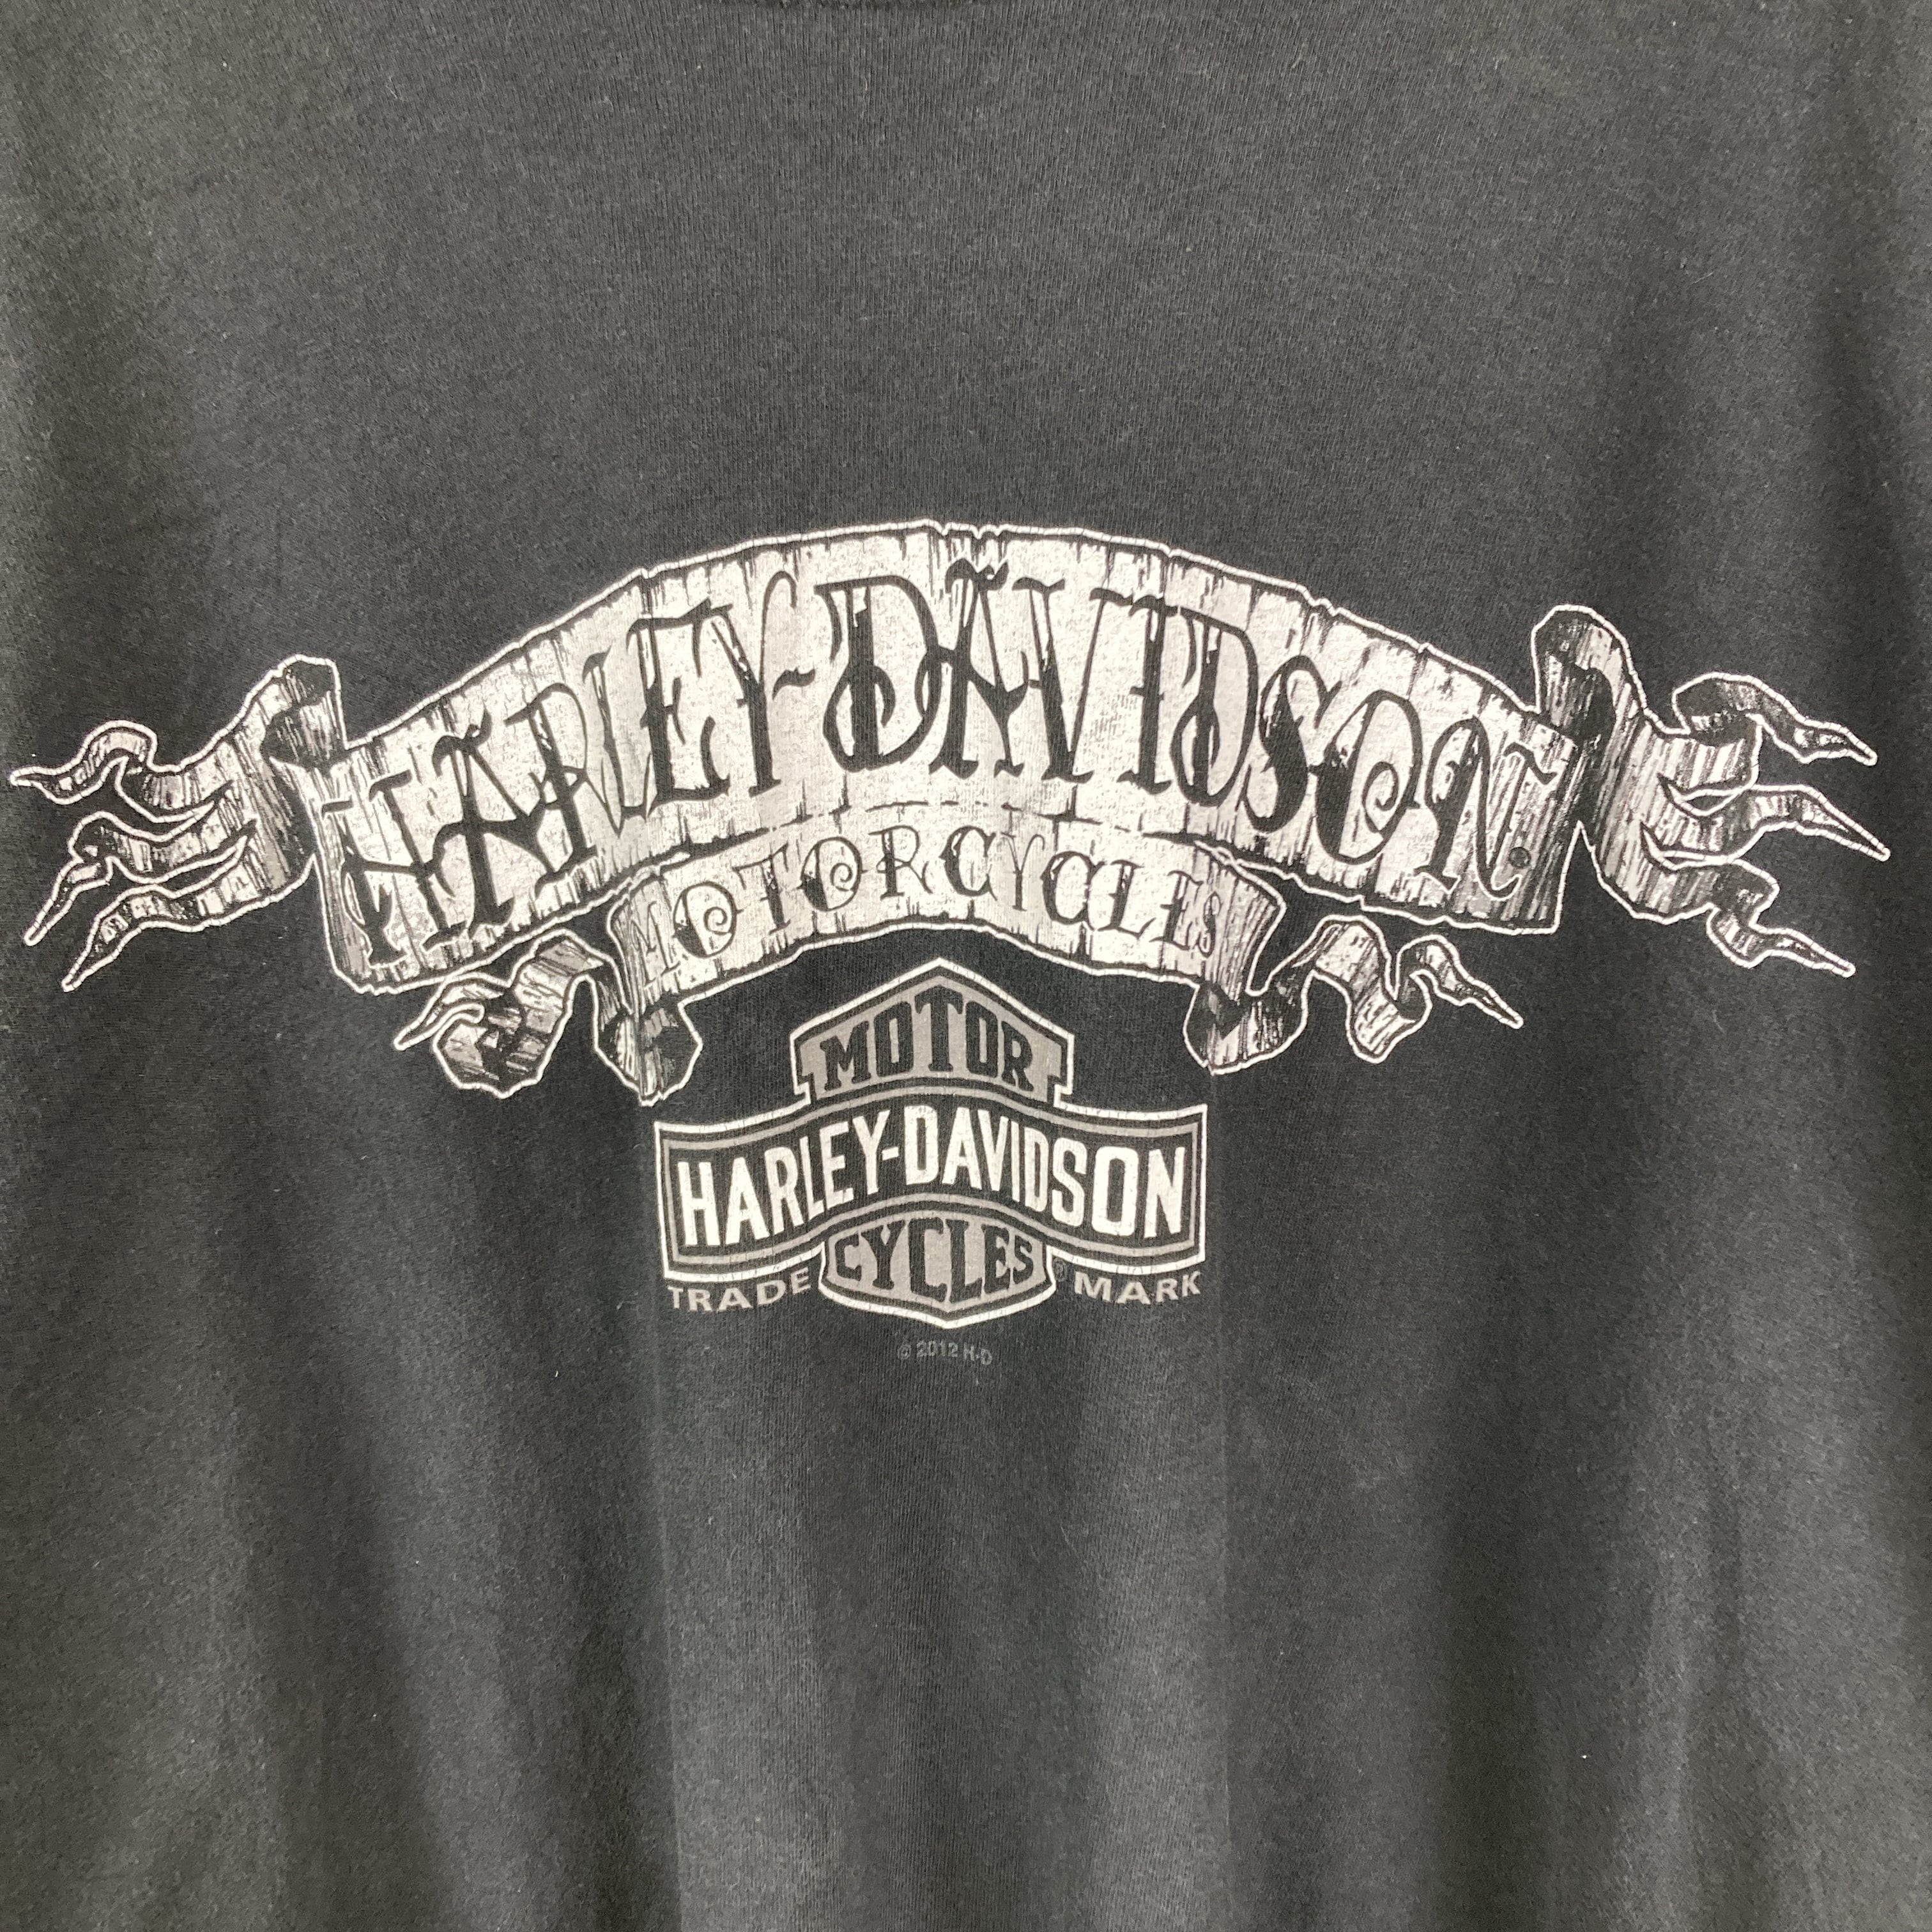 HARLEY-DAVIDSON®
MOTORCYCLES
MOTOR
HARLEY-DAVIDSON
CYCLES
TRADE ® MARK
© 2012 H-D